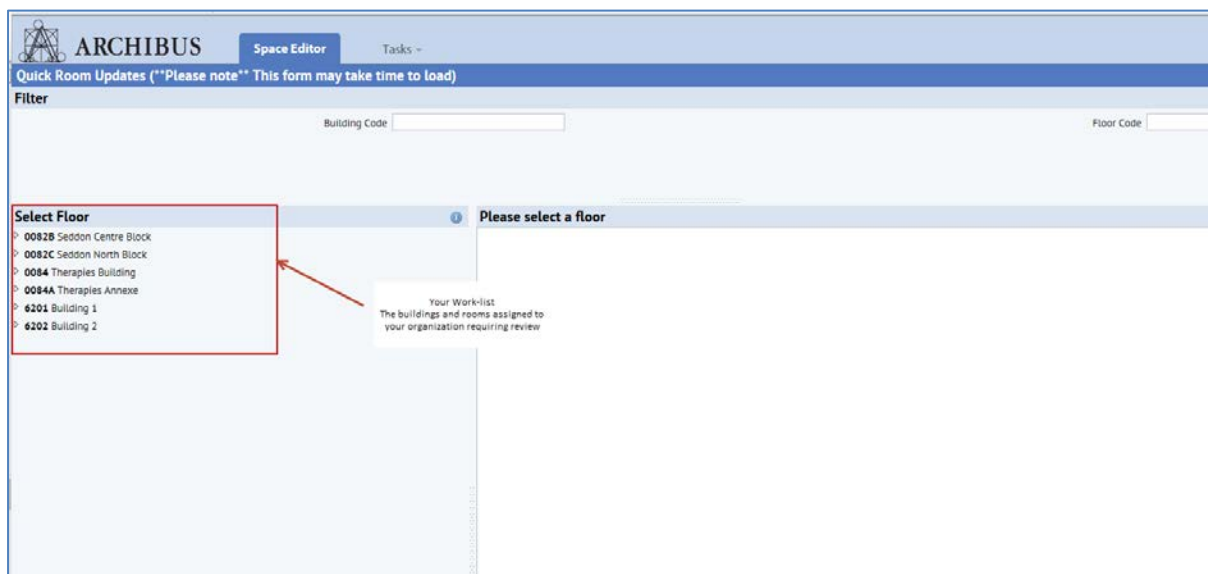 ARCHIBUS
Space Editor
Tasks
Quick Room Updates (**Please note** This form may take time to load)
Filter
Building Code
Floor Code
Select Floor
Please select a floor
0082B Seddon Centre Block
0082C Seddon North Block
0084 Therapies Building
0084A Therapies Annexe
6201 Building 1
6202 Building 2
Your Work-list
The buildings and rooms assigned to
your organization requiring review